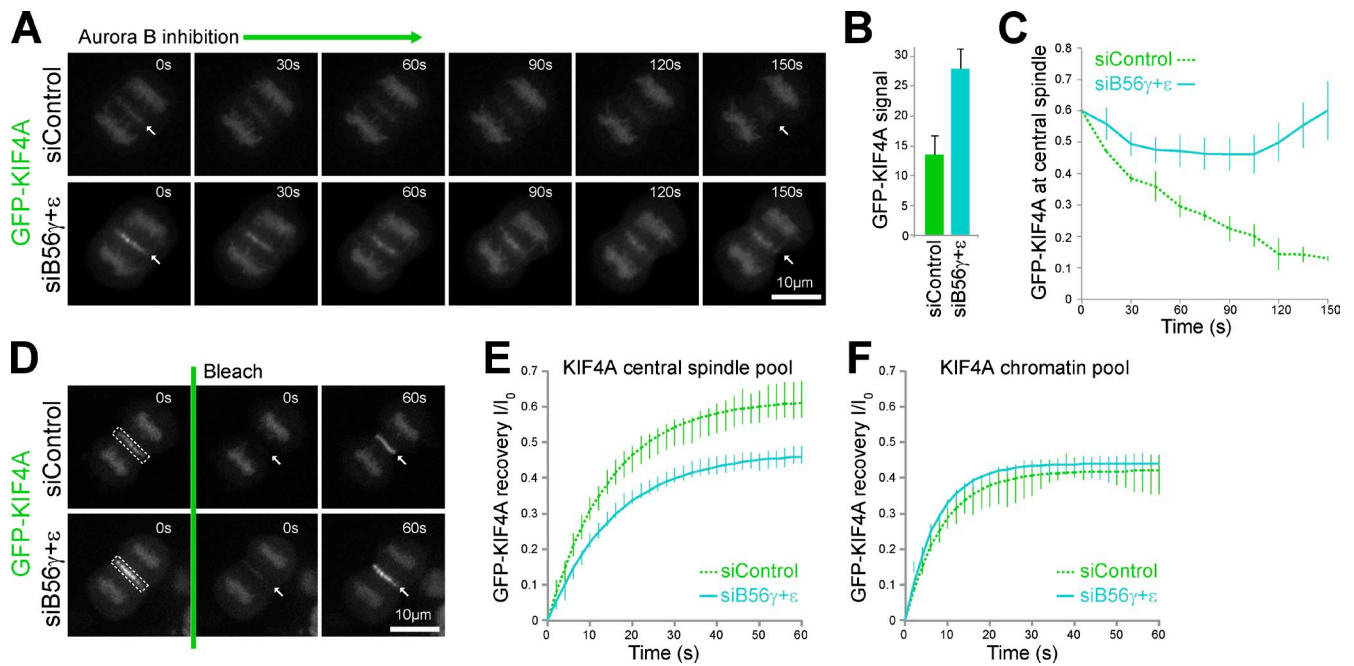 A
Aurora B inhibition
GFP-KIF4A
siControl
0s
30s
60s
90s
120s
150s
siB56γ+ε
0s
30s
60s
90s
120s
150s
10μm
B
GFP-KIF4A signal
30
25
20
15
10
5
0
siControl
siB56γ+ε
C
GFP-KIF4A at central spindle
0.8
0.7
0.6
0.5
0.4
0.3
0.2
0.1
0
siControl
siB56γ+ε
0
30
60
90
120
150
Time (s)
D
Bleach
GFP-KIF4A
siControl
0s
0s
60s
siB56γ+ε
0s
0s
60s
10μm
E
KIF4A central spindle pool
GFP-KIF4A recovery I/I₀
0.7
0.6
0.5
0.4
0.3
0.2
0.1
0
siControl
siB56γ+ε
0
10
20
30
40
50
60
Time (s)
F
KIF4A chromatin pool
GFP-KIF4A recovery I/I₀
0.7
0.6
0.5
0.4
0.3
0.2
0.1
0
siControl
siB56γ+ε
0
10
20
30
40
50
60
Time (s)